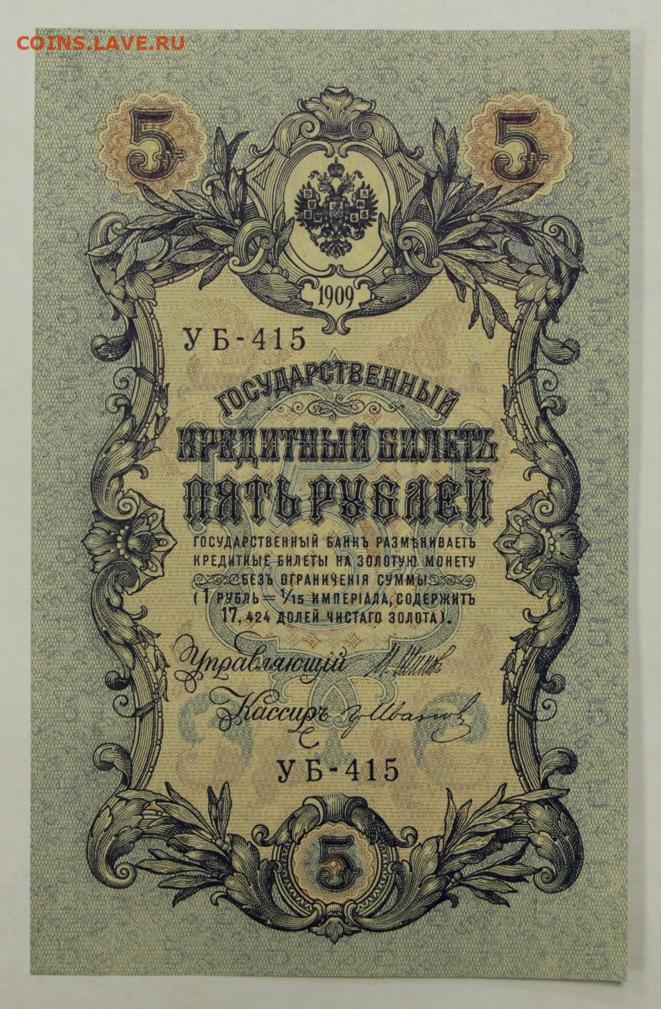 COINS.LAVE.RU
5 5
1909
УБ-415
ГОСУДАРСТВЕННЫЙ
КРЕДИТНЫЙ БИЛЕТЪ
ПЯТЬ РУБЛЕЙ
ГОСУДАРСТВЕННЫЙ БАНКЪ РАЗМѢНИВАЕТЪ
КРЕДИТНЫЕ БИЛЕТЫ НА ЗОЛОТУЮ МОНЕТУ
БЕЗЪ ОГРАНИЧЕНІЯ СУММЫ
(1 РУБЛЬ = 1/15 ИМПЕРІАЛА, СОДЕРЖИТЪ
17,424 ДОЛЕЙ ЧИСТАГО ЗОЛОТА).
Управляющій
Кассиръ
УБ-415
5